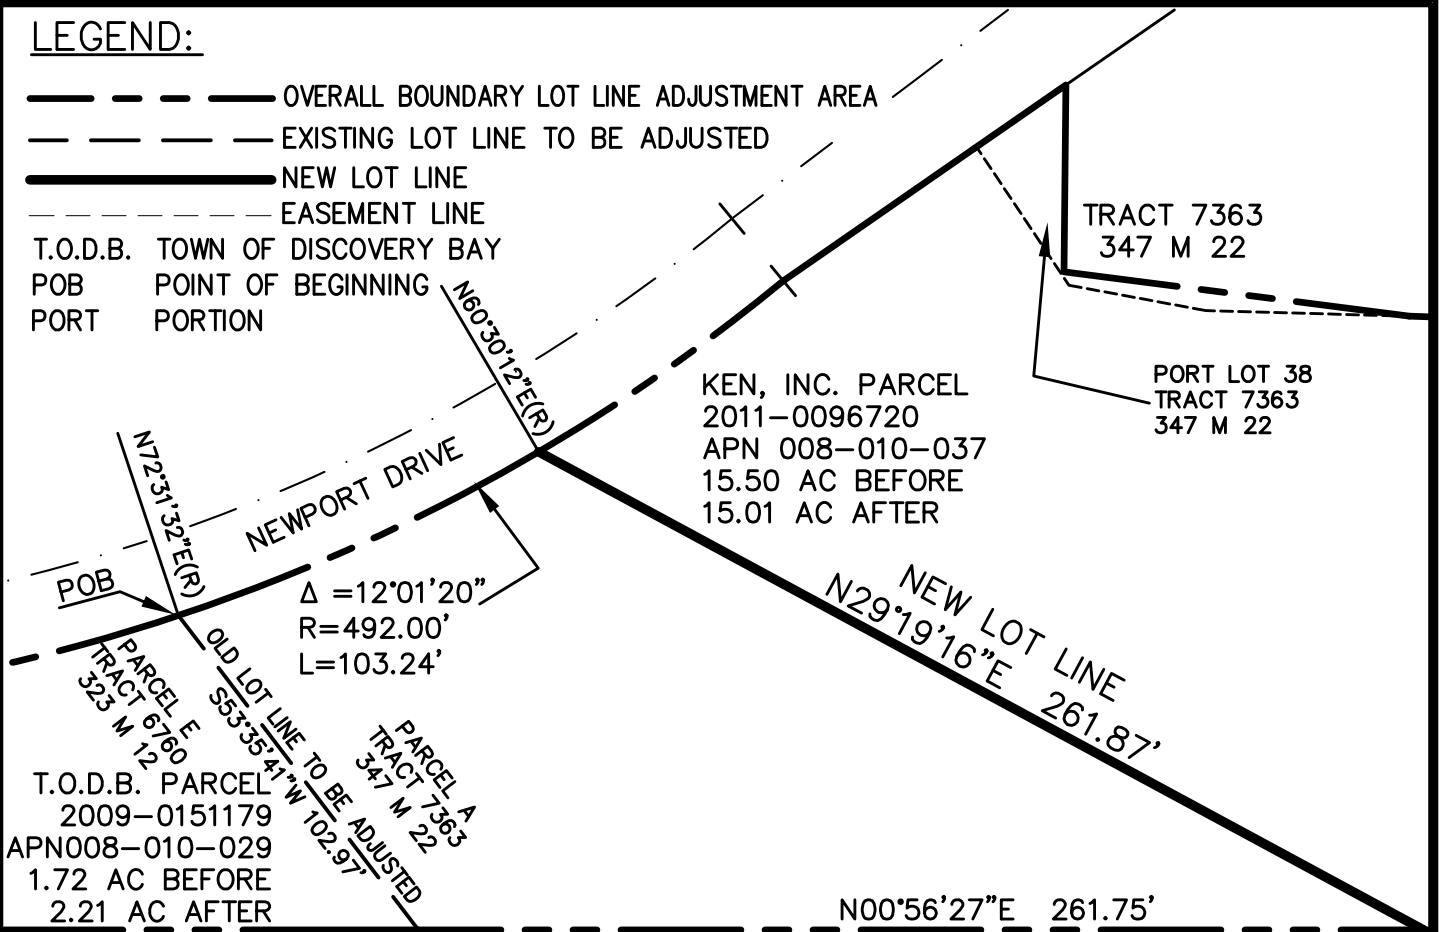 LEGEND:
OVERALL BOUNDARY LOT LINE ADJUSTMENT AREA
EXISTING LOT LINE TO BE ADJUSTED
NEW LOT LINE
EASEMENT LINE
T.O.D.B. TOWN OF DISCOVERY BAY
POB POINT OF BEGINNING
PORT PORTION
TRACT 7363
347 M 22
PORT LOT 38
TRACT 7363
347 M 22
N60°30'12"E(R)
KEN, INC. PARCEL
2011-0096720
APN 008-010-037
15.50 AC BEFORE
15.01 AC AFTER
N72°31'32"E(R)
NEWPORT DRIVE
POB
Δ =12°01'20"
R=492.00'
L=103.24'
NEW LOT LINE
N29°19'16"E 261.87'
PARCEL E
TRACT 6760
323 M 12
OLD LOT LINE TO BE ADJUSTED
S53°35'41"W 102.97'
PARCEL A
TRACT 7363
347 M 22
T.O.D.B. PARCEL
2009-0151179
APN008-010-029
1.72 AC BEFORE
2.21 AC AFTER
N00°56'27"E 261.75'